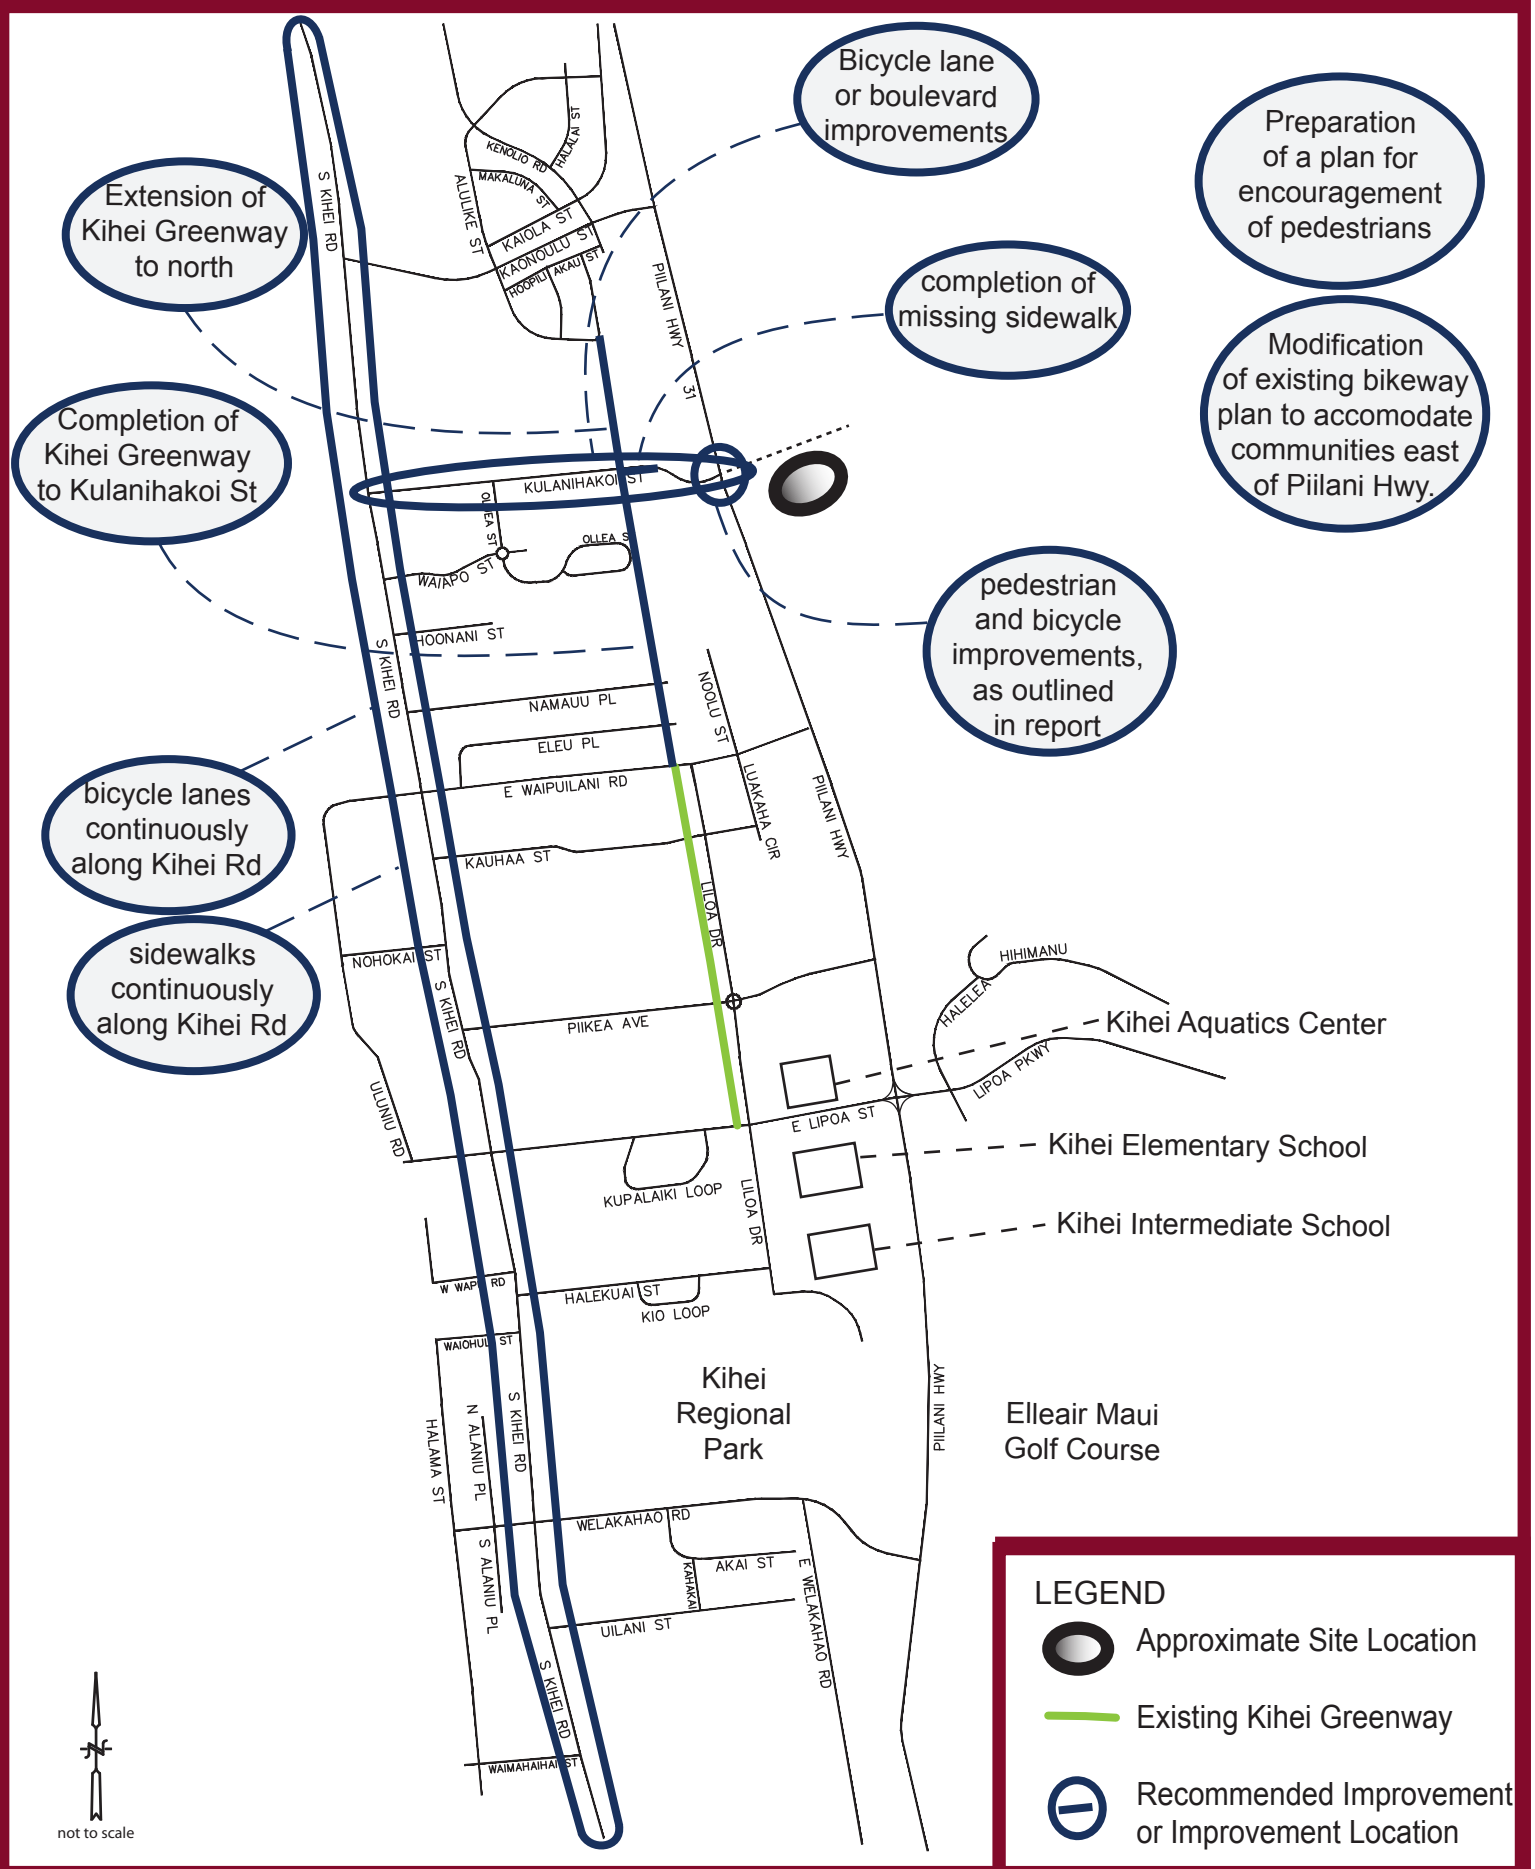 Bicycle lane
or boulevard
improvements
Preparation
of a plan for
encouragement
of pedestrians
Extension of
Kihei Greenway
to north
completion of
missing sidewalk
Modification
of existing bikeway
plan to accomodate
communities east
of Piilani Hwy.
Completion of
Kihei Greenway
to Kulanihakoi St
pedestrian
and bicycle
improvements,
as outlined
in report
bicycle lanes
continuously
along Kihei Rd
sidewalks
continuously
along Kihei Rd
S KIHEI RD
ALULIKE ST
KENOLIO RD
HALALAI ST
MAKALUNA ST
KAIOLA ST
KAONOULU ST
HOOPILI AKAU ST
PIILANI HWY
31
KULANIHAKOI ST
OLLEA ST
OLLEA S
WAIAPO ST
HOONANI ST
S KIHEI RD
NAMAUU PL
NOOLU ST
ELEU PL
E WAIPUILANI RD
LUAKAHA CIR
PIILANI HWY
KAUHAA ST
LILOA DR
NOHOKAI ST
S KIHEI RD
PIIKEA AVE
HIHIMANU
HALELEA
LIPOA PKWY
Kihei Aquatics Center
ULUNIU RD
E LIPOA ST
Kihei Elementary School
KUPALAIKI LOOP
LILOA DR
Kihei Intermediate School
W WAPU RD
HALEKUAI ST
KIO LOOP
WAIOHULI ST
Kihei
Regional
Park
PIILANI HWY
Elleair Maui
Golf Course
HALAMA ST
N ALANIU PL
S KIHEI RD
WELAKAHAO RD
S ALANIU PL
KAHAKAI
AKAI ST
E WELAKAHAO RD
UILANI ST
S KIHEI RD
WAIMAHAIHAI ST
not to scale
LEGEND
Approximate Site Location
Existing Kihei Greenway
Recommended Improvement
or Improvement Location